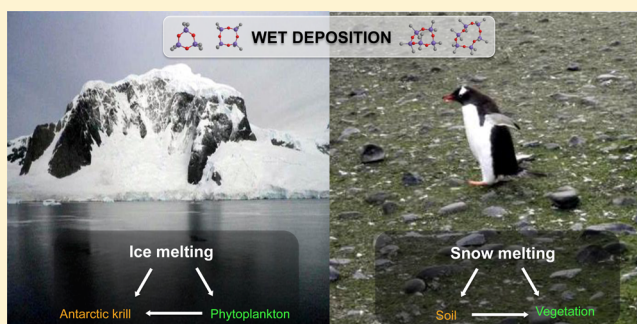 WET DEPOSITION
Ice melting
Antarctic krill
Phytoplankton
Snow melting
Soil
Vegetation